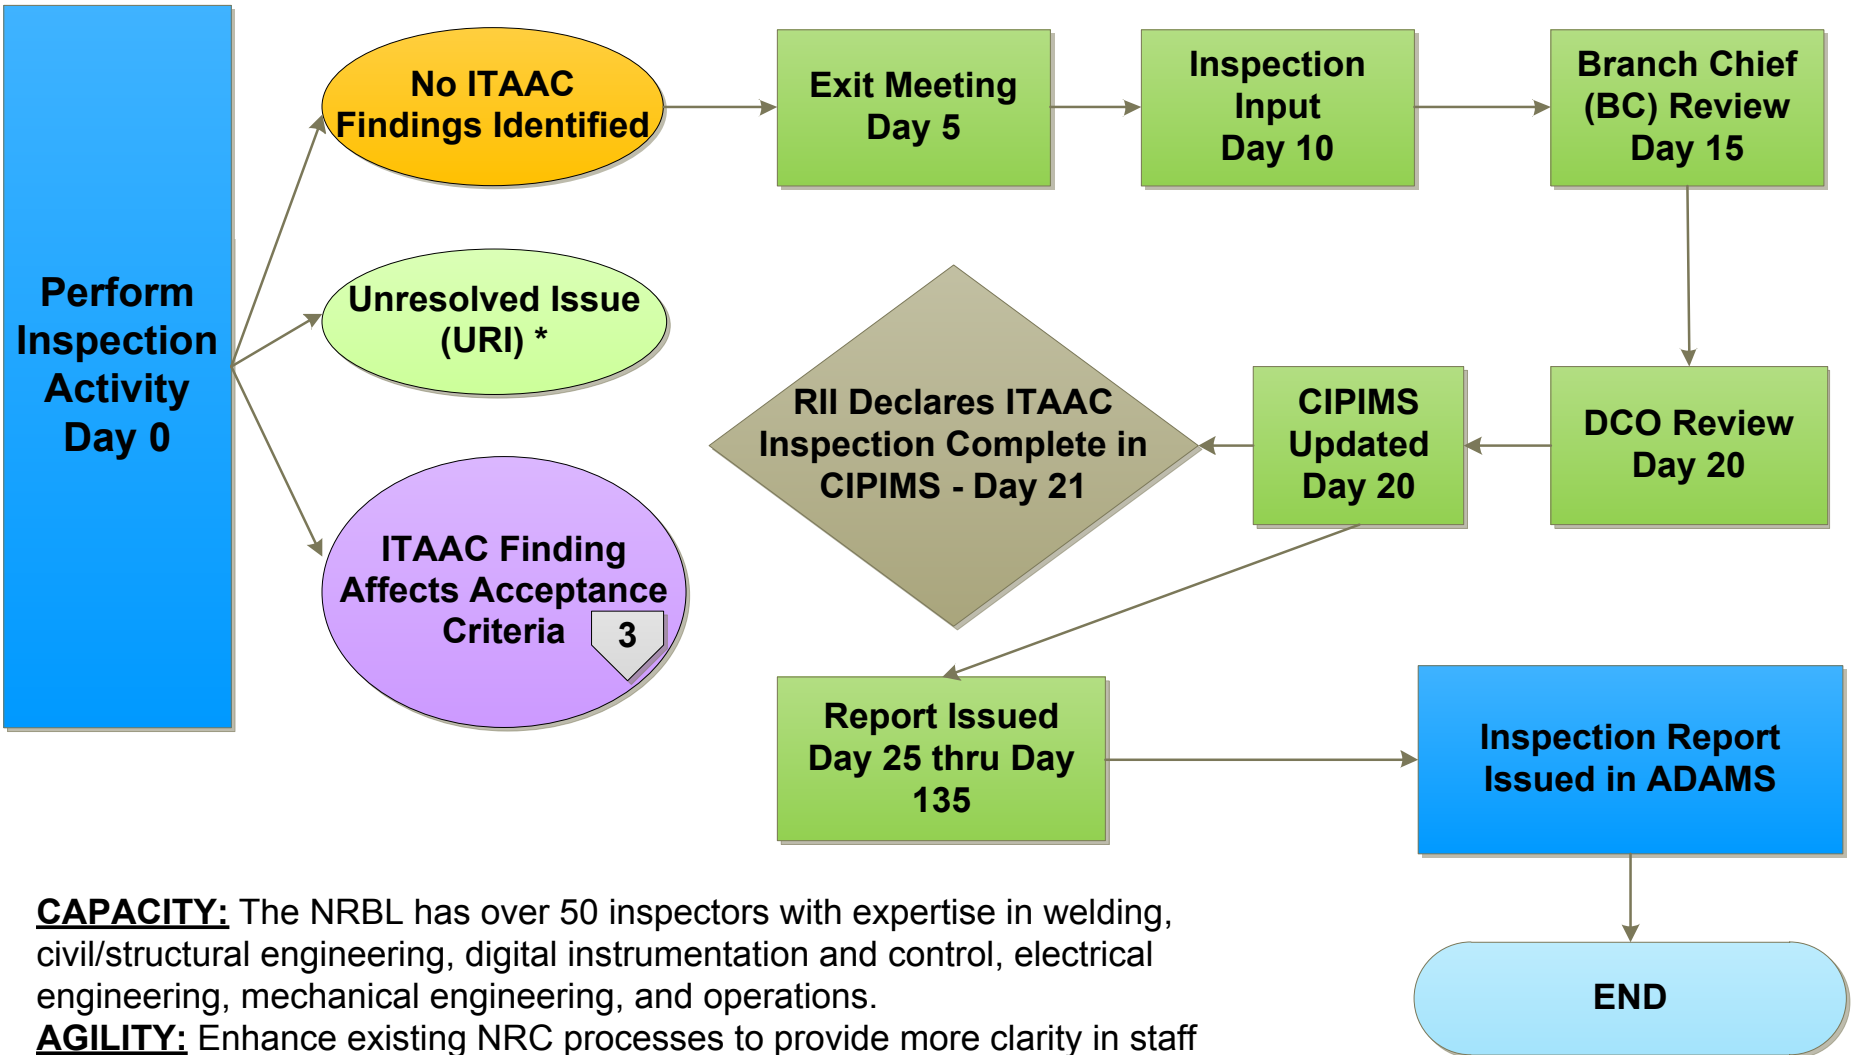 Perform
Inspection
Activity
Day 0
No ITAAC
Findings Identified
Exit Meeting
Day 5
Inspection
Input
Day 10
Branch Chief
(BC) Review
Day 15
Unresolved Issue
(URI) *
ITAAC Finding
Affects Acceptance
Criteria
3
RII Declares ITAAC
Inspection Complete in
CIPIMS - Day 21
CIPIMS
Updated
Day 20
DCO Review
Day 20
Report Issued
Day 25 thru Day
135
Inspection Report
Issued in ADAMS
END
CAPACITY: The NRBL has over 50 inspectors with expertise in welding,
civil/structural engineering, digital instrumentation and control, electrical
engineering, mechanical engineering, and operations.
AGILITY: Enhance existing NRC processes to provide more clarity in staff